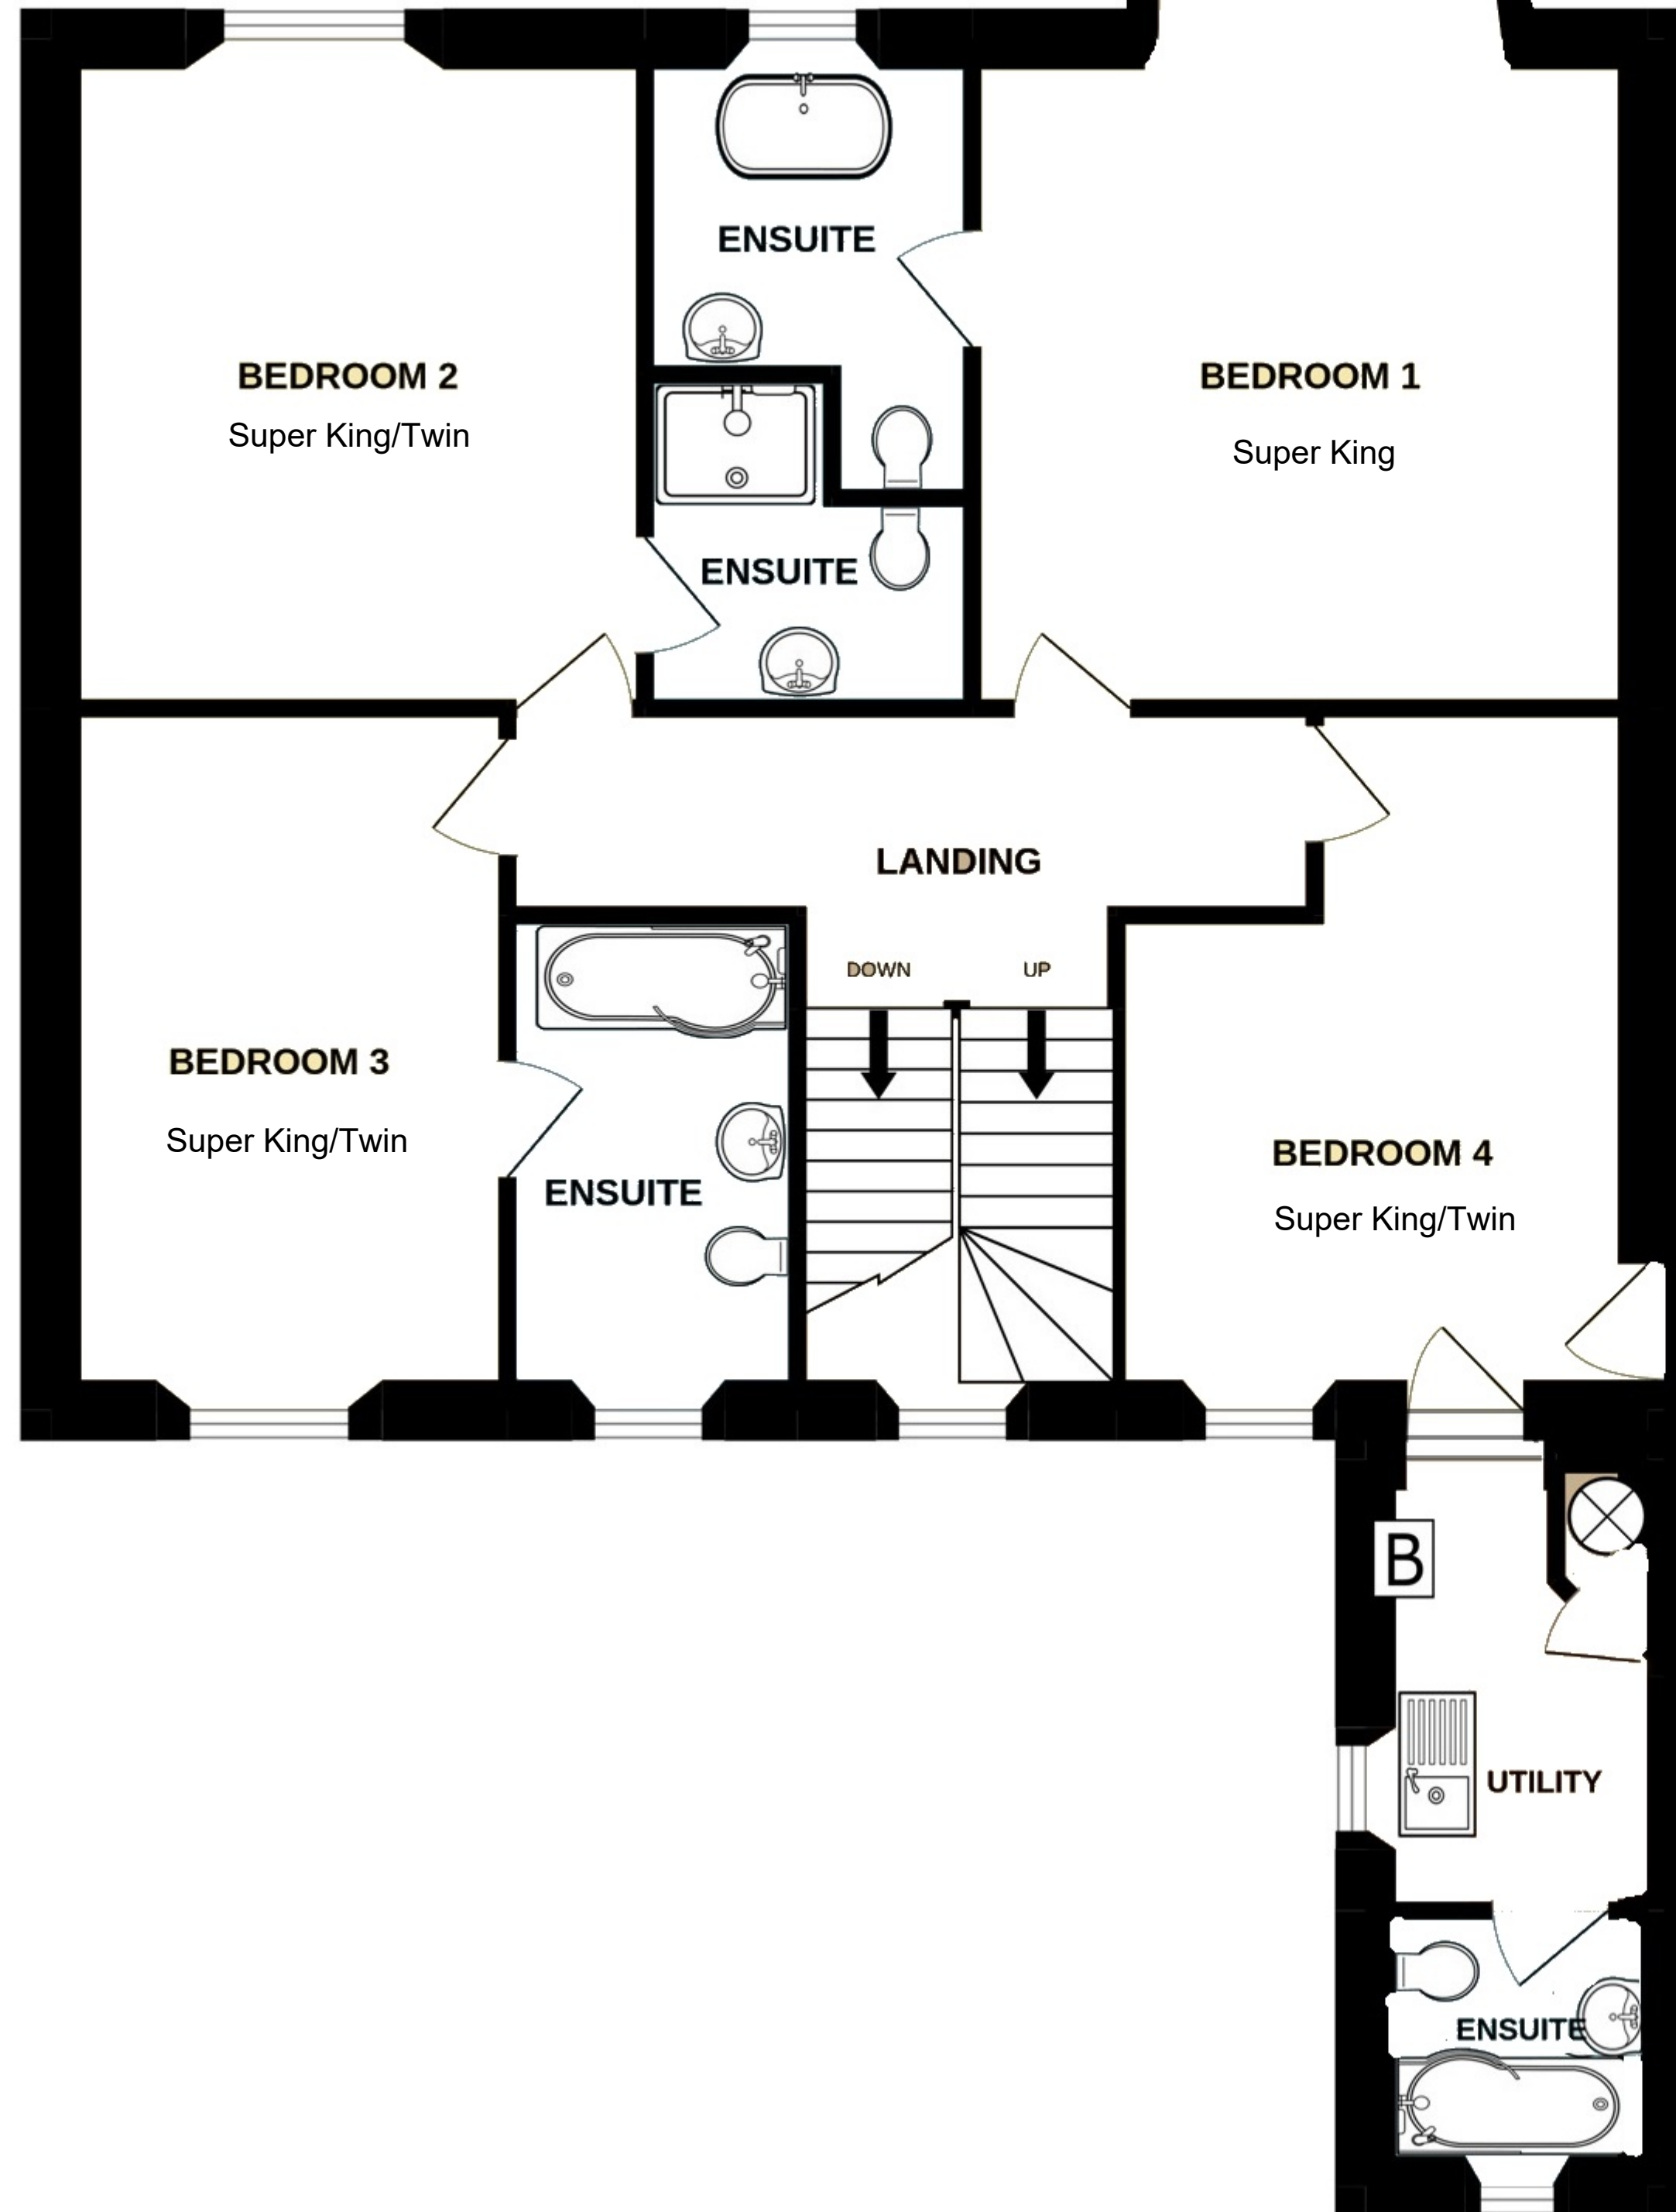 ENSUITE
BEDROOM 2
Super King/Twin
BEDROOM 1
Super King
ENSUITE
LANDING
DOWN
UP
BEDROOM 3
Super King/Twin
ENSUITE
BEDROOM 4
Super King/Twin
B
UTILITY
ENSUITE